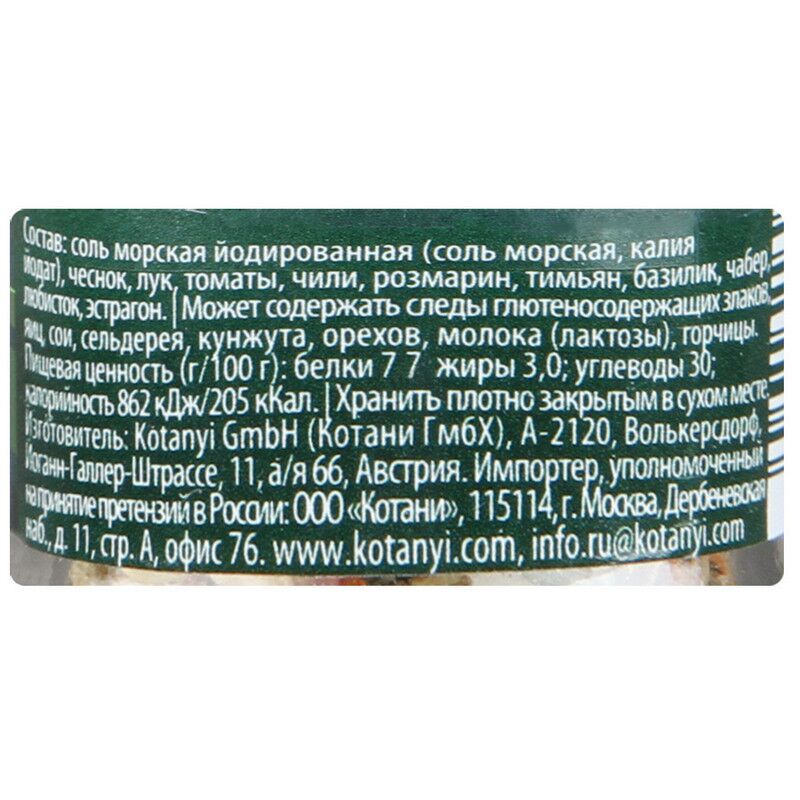 Состав: соль морская йодированная (соль морская, калия
йодат), чеснок, лук, томаты, чили, розмарин, тимьян, базилик, чабер,
любисток, эстрагон. | Может содержать следы глютеносодержащих злаков,
яиц, сои, сельдерея, кунжута, орехов, молока (лактозы), горчицы.
Пищевая ценность (г/100 г): белки 7 7 жиры 3,0; углеводы 30;
калорийность 862 кДж/205 кКал. | Хранить плотно закрытым в сухом месте.
Изготовитель: Kotanyi GmbH (Котани ГмбХ), А-2120, Волькерсдорф,
Иоганн-Галлер-Штрассе, 11, а/я 66, Австрия. Импортер, уполномоченный
на принятие претензий в России: ООО «Котани», 115114, г. Москва, Дербеневская
наб., д. 11, стр. А, офис 76. www.kotanyi.com, info.ru@kotanyi.com